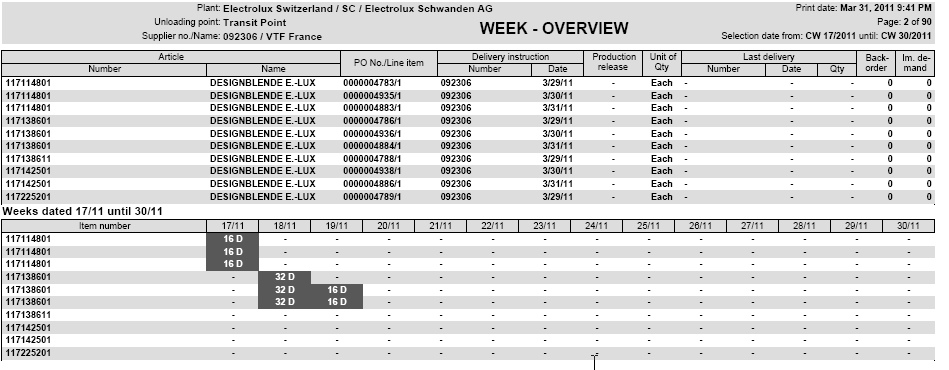 Plant: Electrolux Switzerland / SC / Electrolux Schwanden AG Print date: Mar 31, 2011 9:41 PM
Unloading point: Transit Point WEEK - OVERVIEW Page: 2 of 90
Supplier no./Name: 092306 / VTF France Selection date from: CW 17/2011 until: CW 30/2011
Article PO No./Line item Delivery instruction Production release Unit of Qty Last delivery Back-order Im. de-mand
Number Name Number Date Number Date Qty
117114801 DESIGNBLENDE E.-LUX 0000004783/1 092306 3/29/11 - Each - - - 0 0
117114801 DESIGNBLENDE E.-LUX 0000004935/1 092306 3/30/11 - Each - - - 0 0
117114801 DESIGNBLENDE E.-LUX 0000004883/1 092306 3/31/11 - Each - - - 0 0
117138601 DESIGNBLENDE E.-LUX 0000004786/1 092306 3/29/11 - Each - - - 0 0
117138601 DESIGNBLENDE E.-LUX 0000004936/1 092306 3/30/11 - Each - - - 0 0
117138601 DESIGNBLENDE E.-LUX 0000004884/1 092306 3/31/11 - Each - - - 0 0
117138611 DESIGNBLENDE E.-LUX 0000004788/1 092306 3/29/11 - Each - - - 0 0
117142501 DESIGNBLENDE E.-LUX 0000004938/1 092306 3/30/11 - Each - - - 0 0
117142501 DESIGNBLENDE E.-LUX 0000004886/1 092306 3/31/11 - Each - - - 0 0
117225201 DESIGNBLENDE E.-LUX 0000004789/1 092306 3/29/11 - Each - - - 0 0
Weeks dated 17/11 until 30/11
Item number 17/11 18/11 19/11 20/11 21/11 22/11 23/11 24/11 25/11 26/11 27/11 28/11 29/11 30/11
117114801 16 D - - - - - - - - - - - - -
117114801 16 D - - - - - - - - - - - - -
117114801 16 D - - - - - - - - - - - - -
117138601 - 32 D - - - - - - - - - - - -
117138601 - 32 D 16 D - - - - - - - - - - -
117138601 - 32 D 16 D - - - - - - - - - - -
117138611 - - - - - - - - - - - - - -
117142501 - - - - - - - - - - - - - -
117142501 - - - - - - - - - - - - - -
117225201 - - - - - - - - - - - - - -